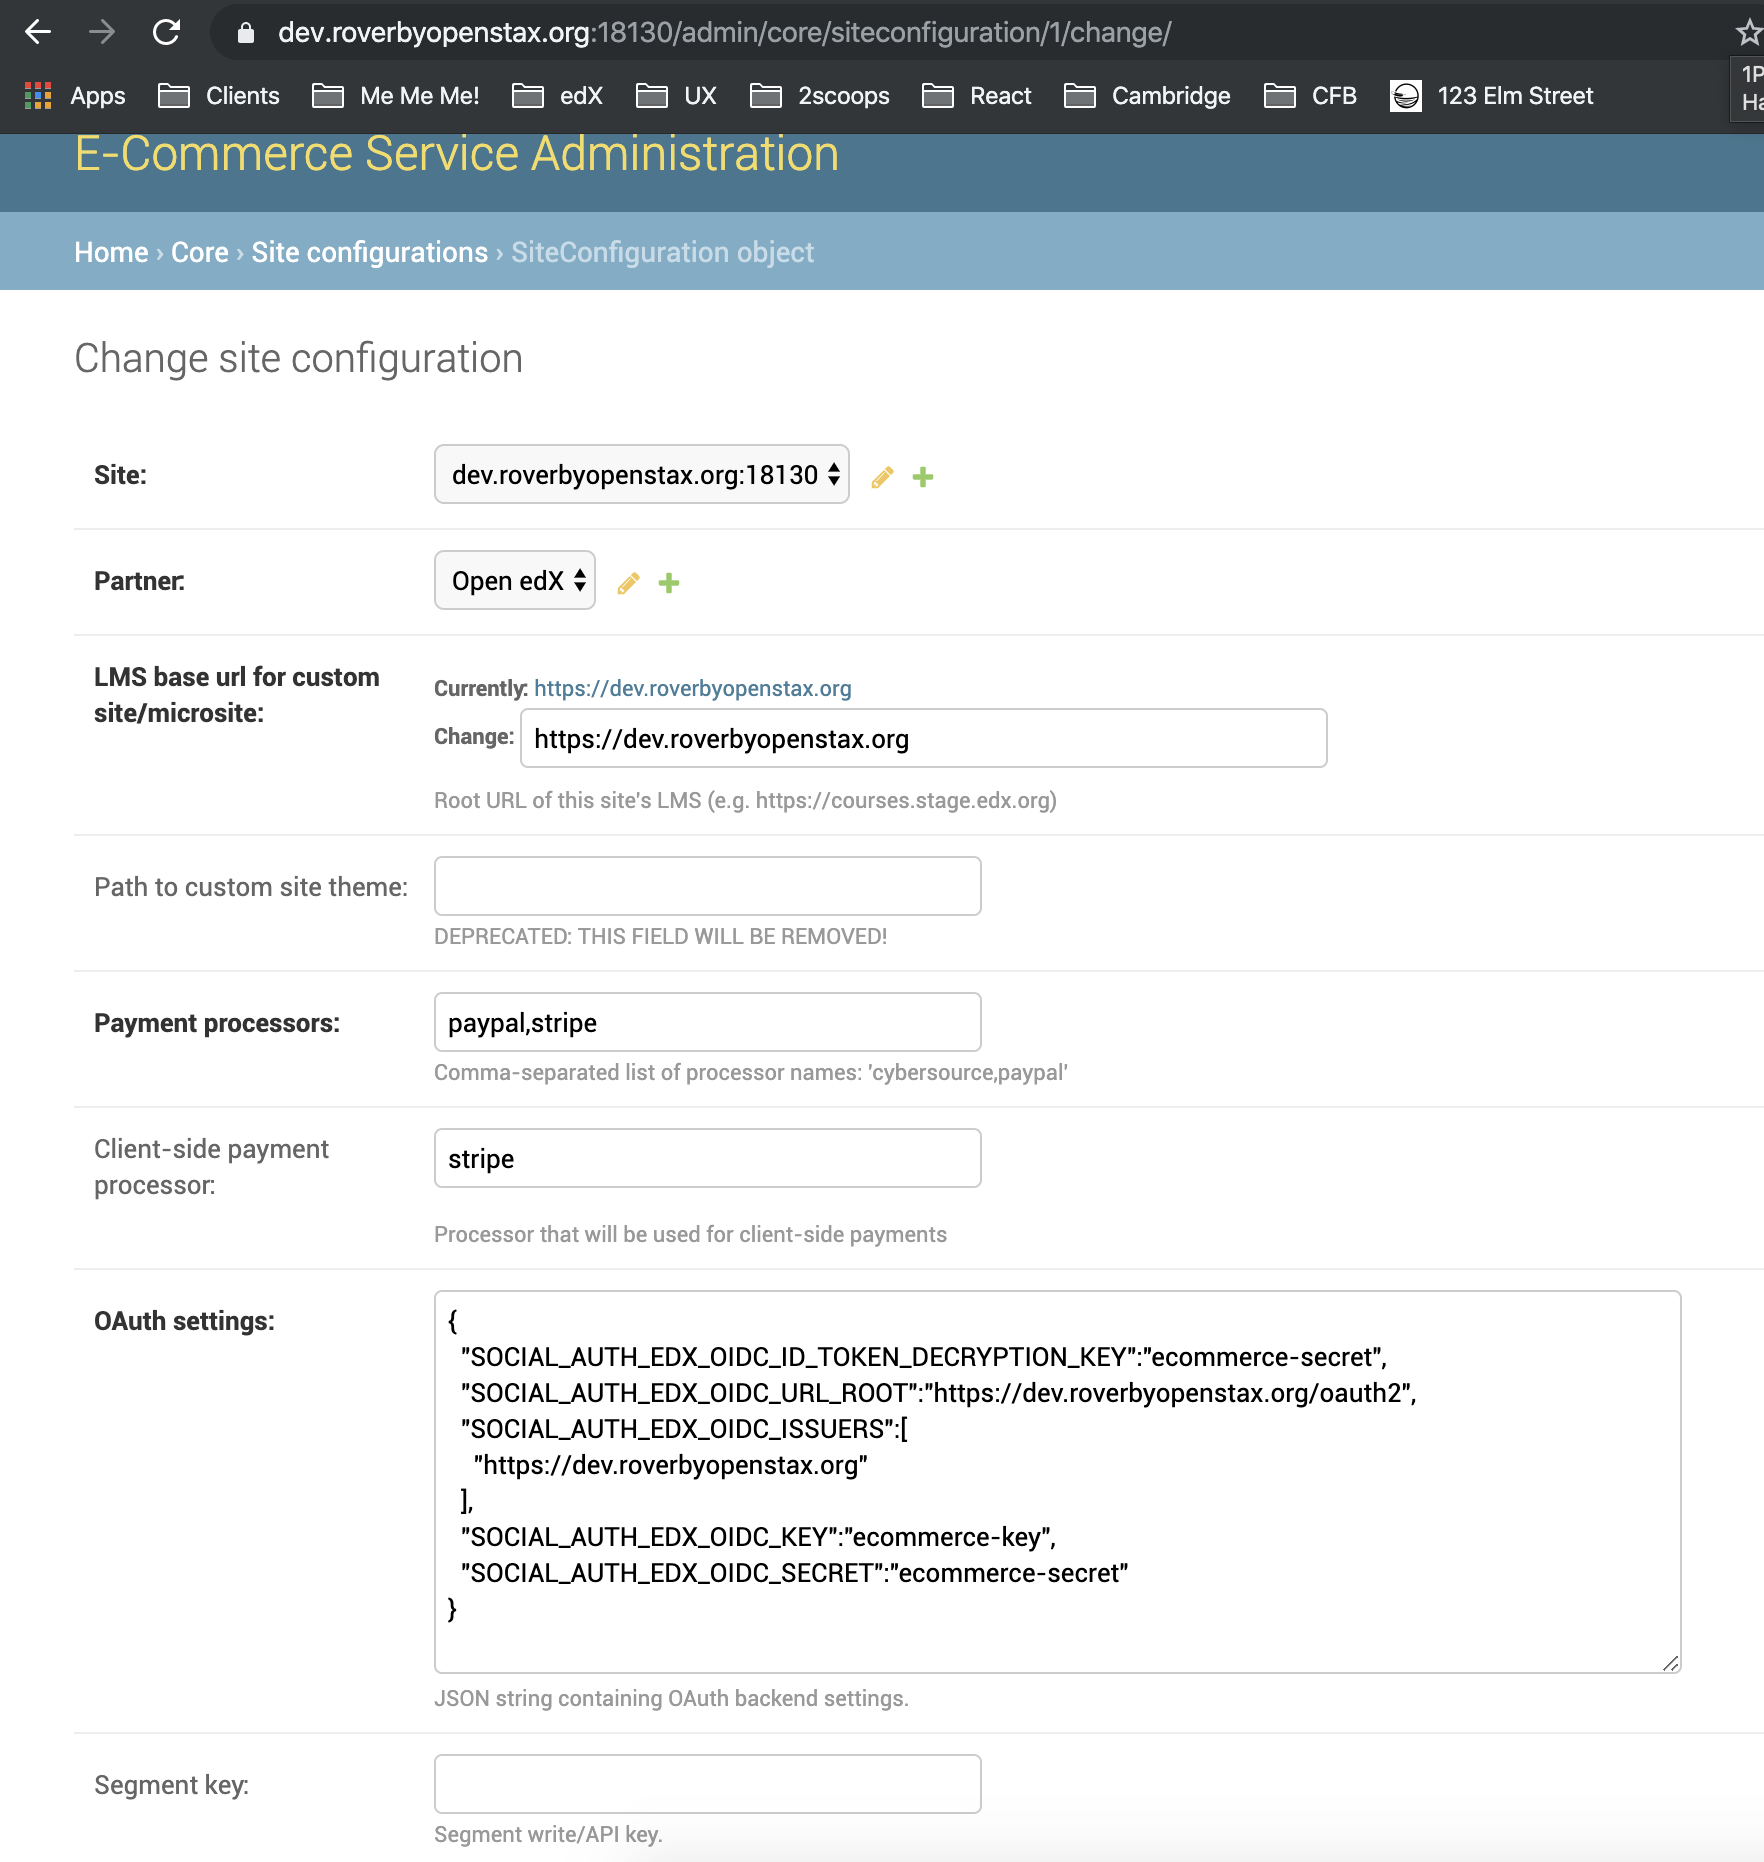 dev.roverbyopenstax.org:18130/admin/core/siteconfiguration/1/change/
Apps Clients Me Me Me! edX UX 2scoops React Cambridge CFB 123 Elm Street
1P
Ha
E-Commerce Service Administration
Home › Core › Site configurations › SiteConfiguration object
Change site configuration
Site: dev.roverbyopenstax.org:18130
Partner: Open edX
LMS base url for custom
site/microsite:
Currently: https://dev.roverbyopenstax.org
Change: https://dev.roverbyopenstax.org
Root URL of this site's LMS (e.g. https://courses.stage.edx.org)
Path to custom site theme:
DEPRECATED: THIS FIELD WILL BE REMOVED!
Payment processors: paypal,stripe
Comma-separated list of processor names: 'cybersource,paypal'
Client-side payment
processor:
stripe
Processor that will be used for client-side payments
OAuth settings:
{
"SOCIAL_AUTH_EDX_OIDC_ID_TOKEN_DECRYPTION_KEY":"ecommerce-secret",
"SOCIAL_AUTH_EDX_OIDC_URL_ROOT":"https://dev.roverbyopenstax.org/oauth2",
"SOCIAL_AUTH_EDX_OIDC_ISSUERS":[
"https://dev.roverbyopenstax.org"
],
"SOCIAL_AUTH_EDX_OIDC_KEY":"ecommerce-key",
"SOCIAL_AUTH_EDX_OIDC_SECRET":"ecommerce-secret"
}
JSON string containing OAuth backend settings.
Segment key:
Segment write/API key.